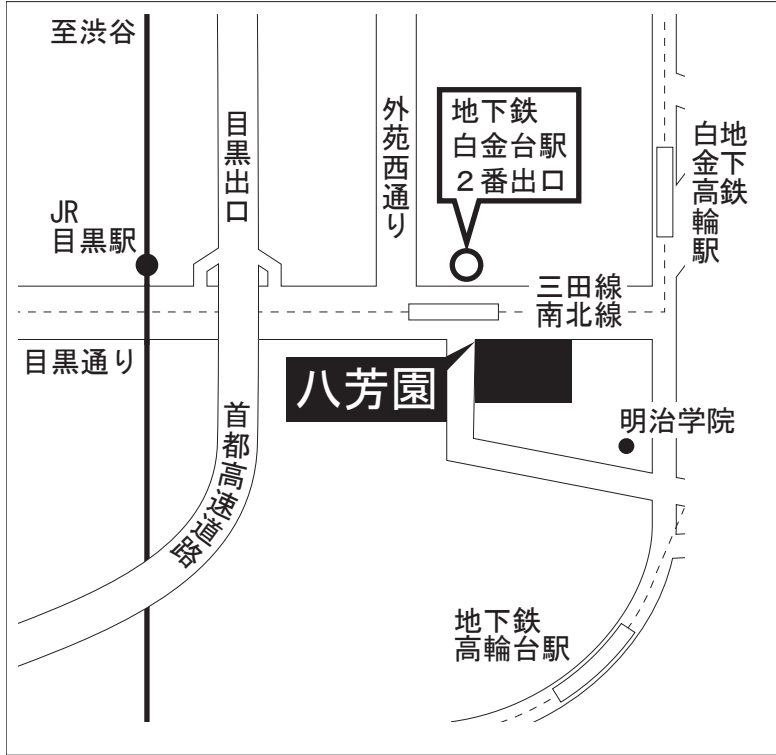 至渋谷
目黒出口
外苑西通り
地下鉄
白金台駅
2番出口
地下鉄
白金高輪駅
JR
目黒駅
三田線
南北線
目黒通り
八芳園
首都高速道路
明治学院
地下鉄
高輪台駅